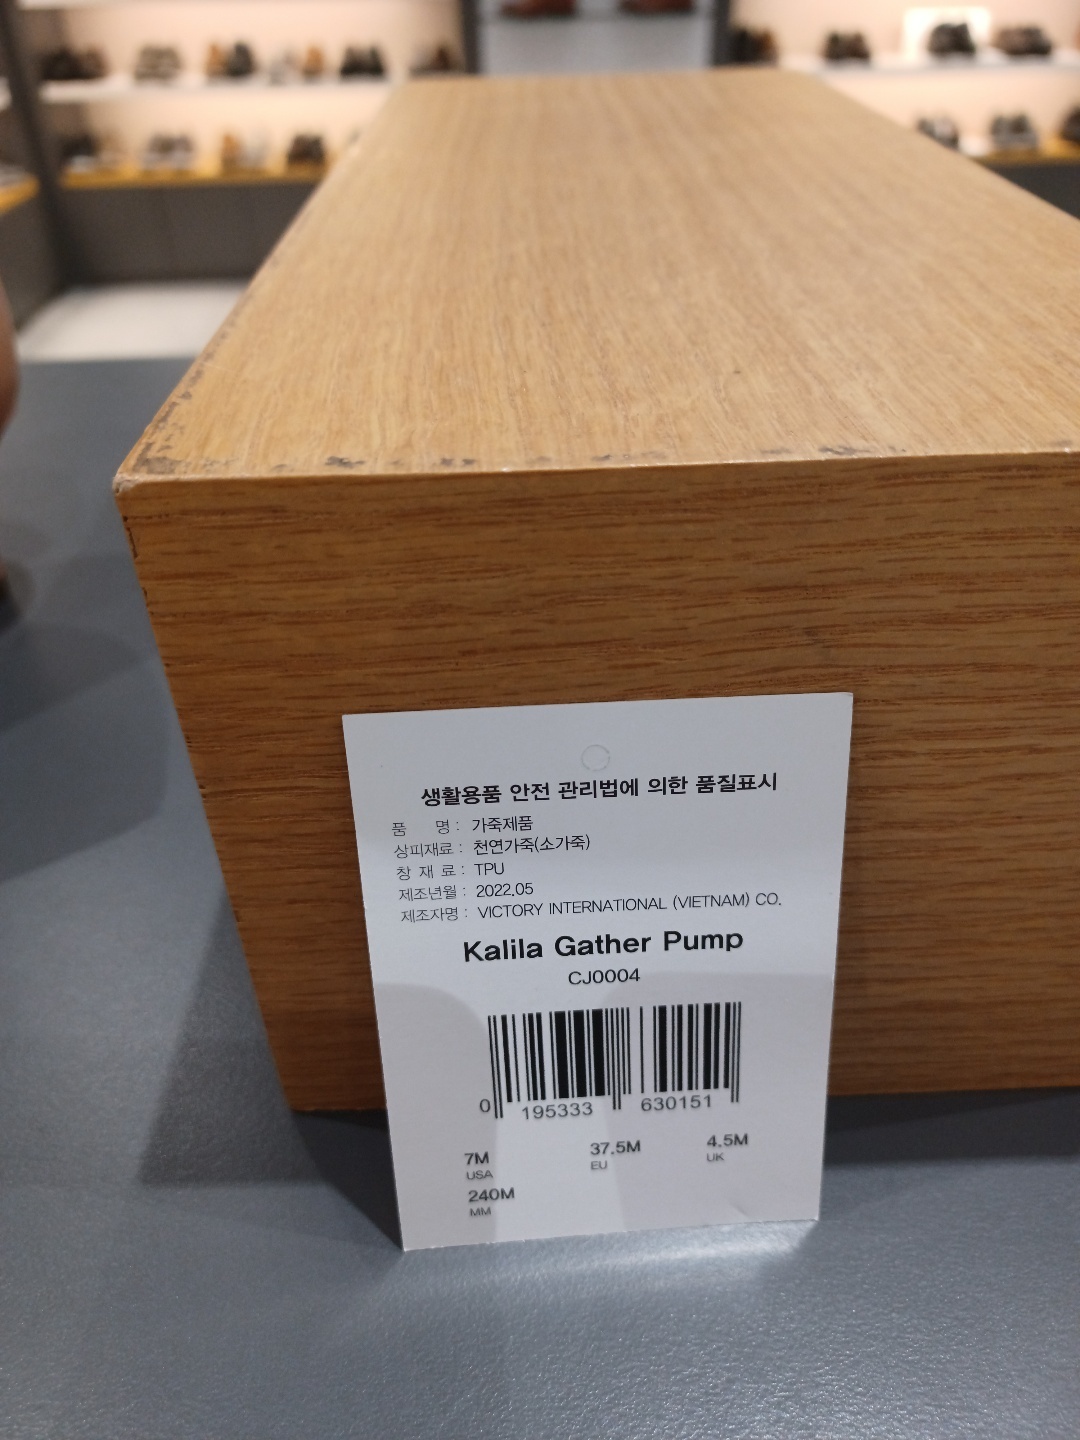 생활용품 안전 관리법에 의한 품질표시
품 명 : 가죽제품
상피재료 : 천연가죽(소가죽)
창 재 료 : TPU
제조년월 : 2022.05
제조자명 : VICTORY INTERNATIONAL (VIETNAM) CO.
Kalila Gather Pump
CJ0004
0 195333 630151
7M 37.5M 4.5M
USA EU UK
240M
MM